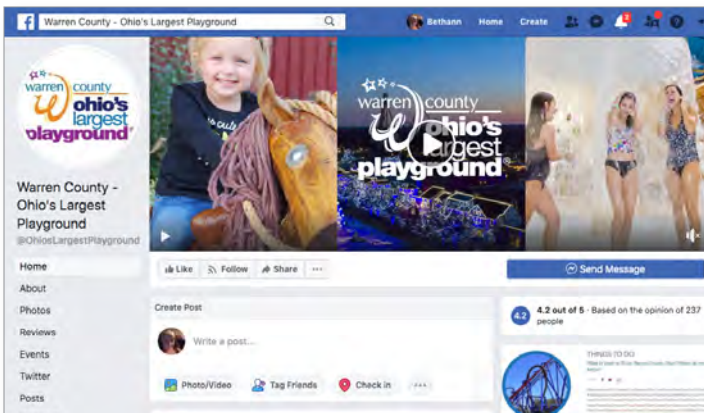 Warren County - Ohio's Largest Playground
Bethann
Home
Create
2
warren county
ohio's
largest
playground®
Warren County -
Ohio's Largest
Playground
@OhiosLargestPlayground
Home
About
Photos
Reviews
Events
Twitter
Posts
warren county
ohio's
largest
playground®
Like
Follow
Share
Send Message
Create Post
Write a post...
Photo/Video
Tag Friends
Check in
4.2
4.2 out of 5 · Based on the opinion of 237
people
THINGS TO DO